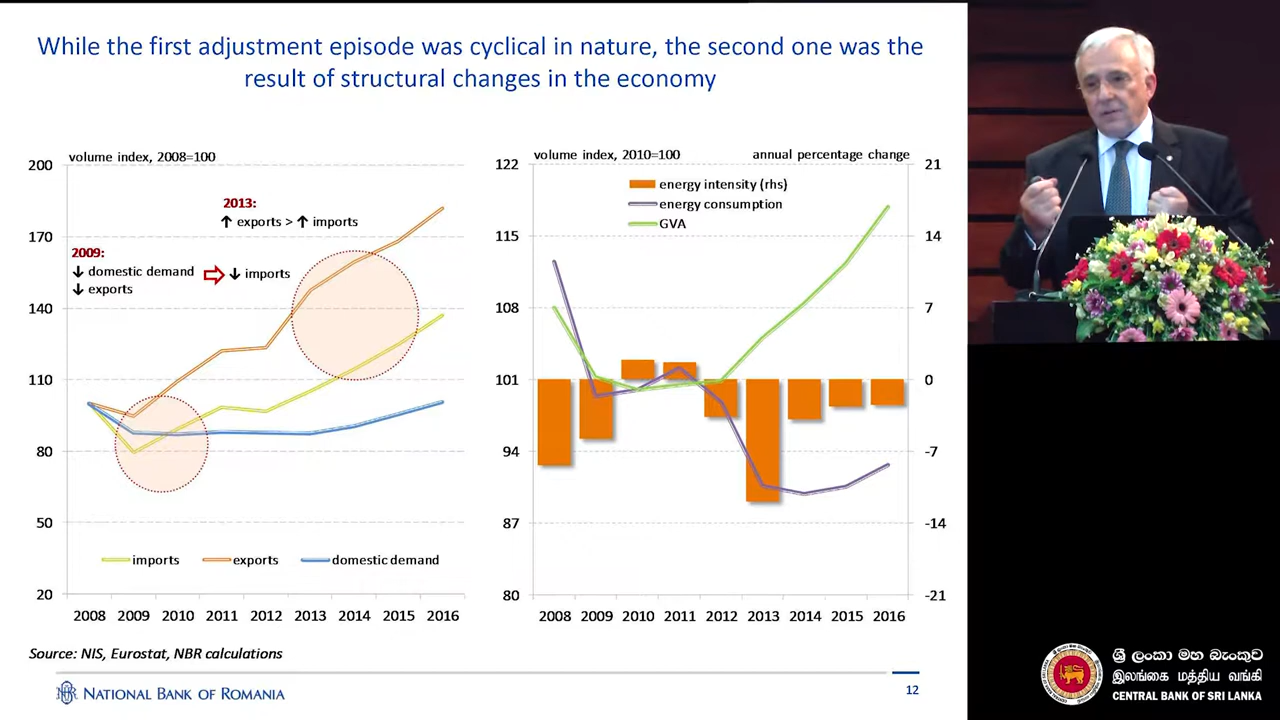 While the first adjustment episode was cyclical in nature, the second one was the
result of structural changes in the economy
volume index, 2008=100
200
170
140
110
80
50
20
2013:
↑ exports > ↑ imports
2009:
↓ domestic demand ⇨ ↓ imports
↓ exports
imports exports domestic demand
2008 2009 2010 2011 2012 2013 2014 2015 2016
volume index, 2010=100 annual percentage change
122
115
108
101
94
87
80
energy intensity (rhs)
energy consumption
GVA
21
14
7
0
-7
-14
-21
2008 2009 2010 2011 2012 2013 2014 2015 2016
Source: NIS, Eurostat, NBR calculations
NATIONAL BANK OF ROMANIA
12
ශ්‍රී ලංකා මහ බැංකුව
இலங்கை மத்திய வங்கி
CENTRAL BANK OF SRI LANKA